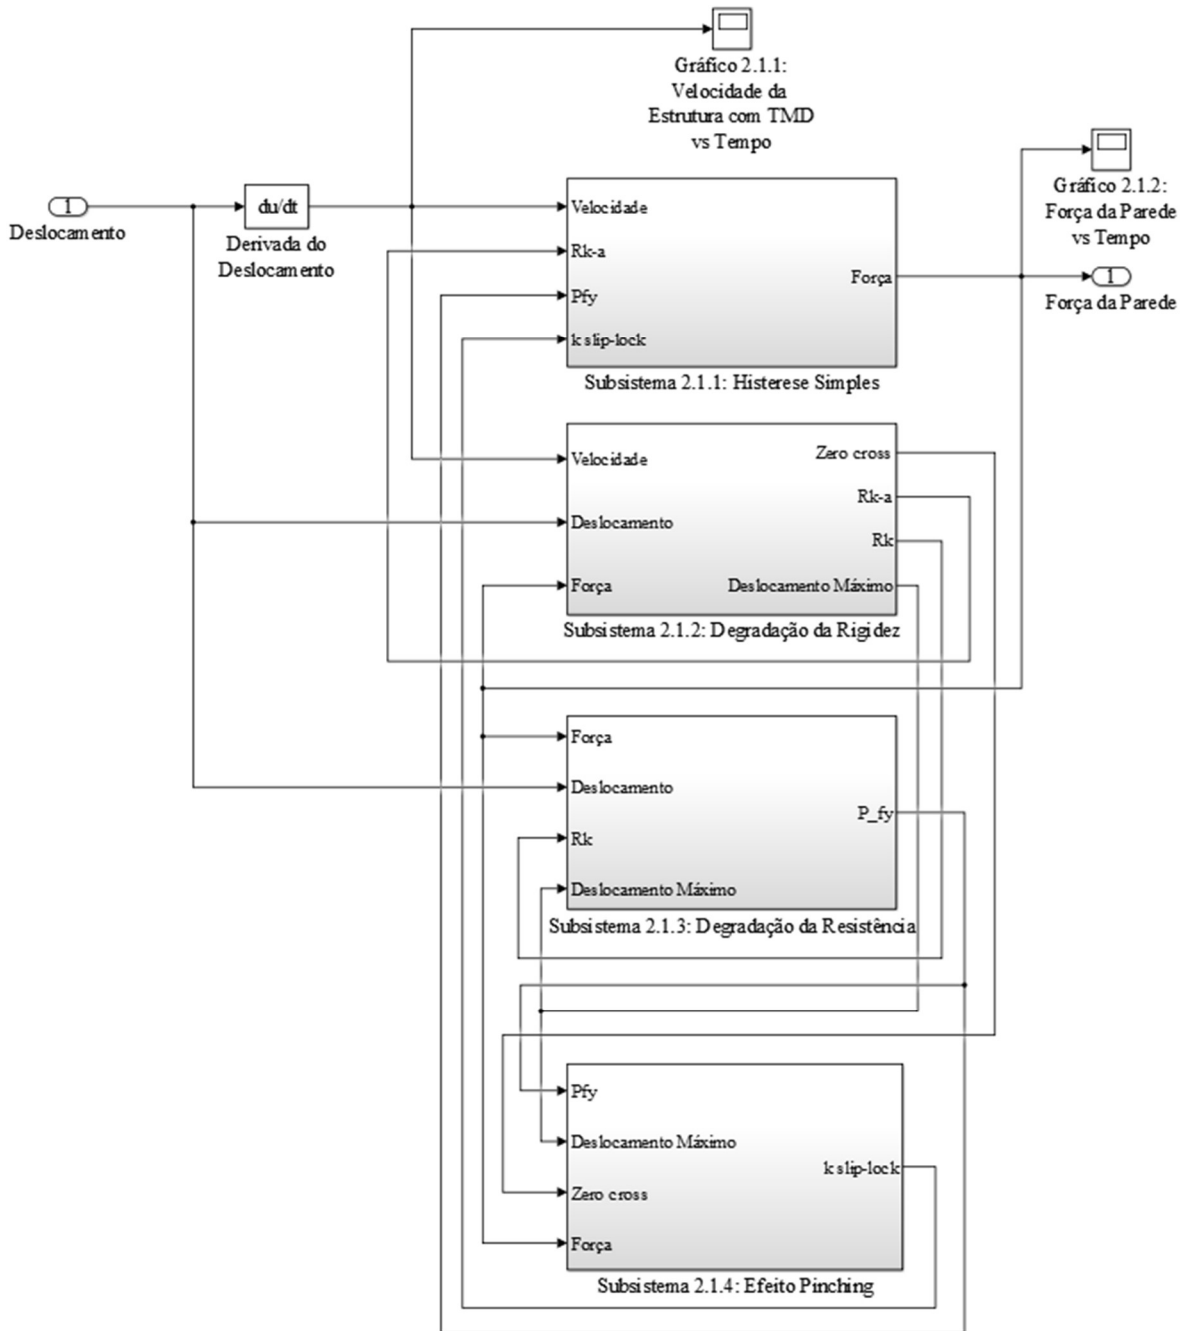 Gráfico 2.1.1:
Velocidade da
Estrutura com TMD
vs Tempo
Gráfico 2.1.2:
Força da Parede
vs Tempo
1
Deslocamento
du/dt
Derivada do
Deslocamento
Velocidade
Rk-a
Pfy
k slip-lock
Força
Subsistema 2.1.1: Histerese Simples
1
Força da Parede
Velocidade
Deslocamento
Força
Zero cross
Rk-a
Rk
Deslocamento Máximo
Subsistema 2.1.2: Degradação da Rigidez
Força
Deslocamento
Rk
Deslocamento Máximo
P_fy
Subsistema 2.1.3: Degradação da Resistência
Pfy
Deslocamento Máximo
Zero cross
Força
k slip-lock
Subsistema 2.1.4: Efeito Pinching